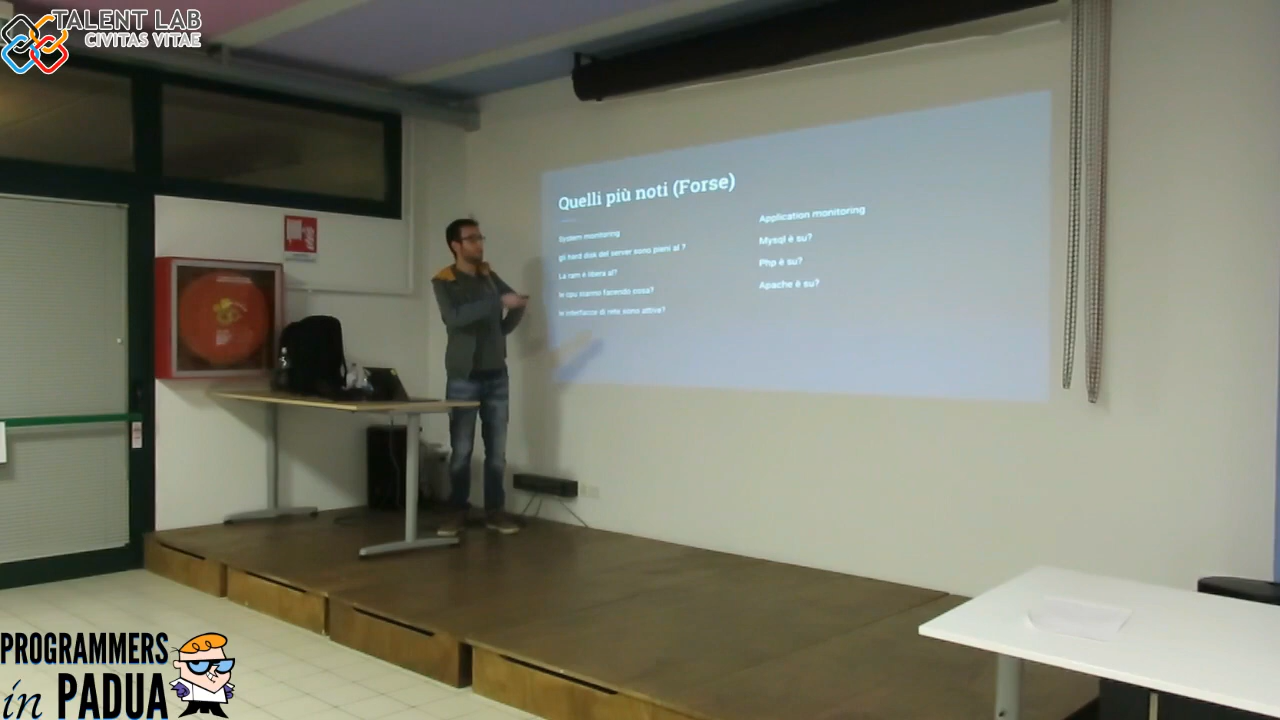 TALENT LAB
CIVITAS VITAE
Quelli più noti (Forse)
System monitoring
gli hard disk del server sono pieni al ?
La ram è libera al?
le cpu stanno facendo cosa?
le interfacce di rete sono attive?
Application monitoring
Mysql è su?
Php è su?
Apache è su?
PROGRAMMERS
in PADUA